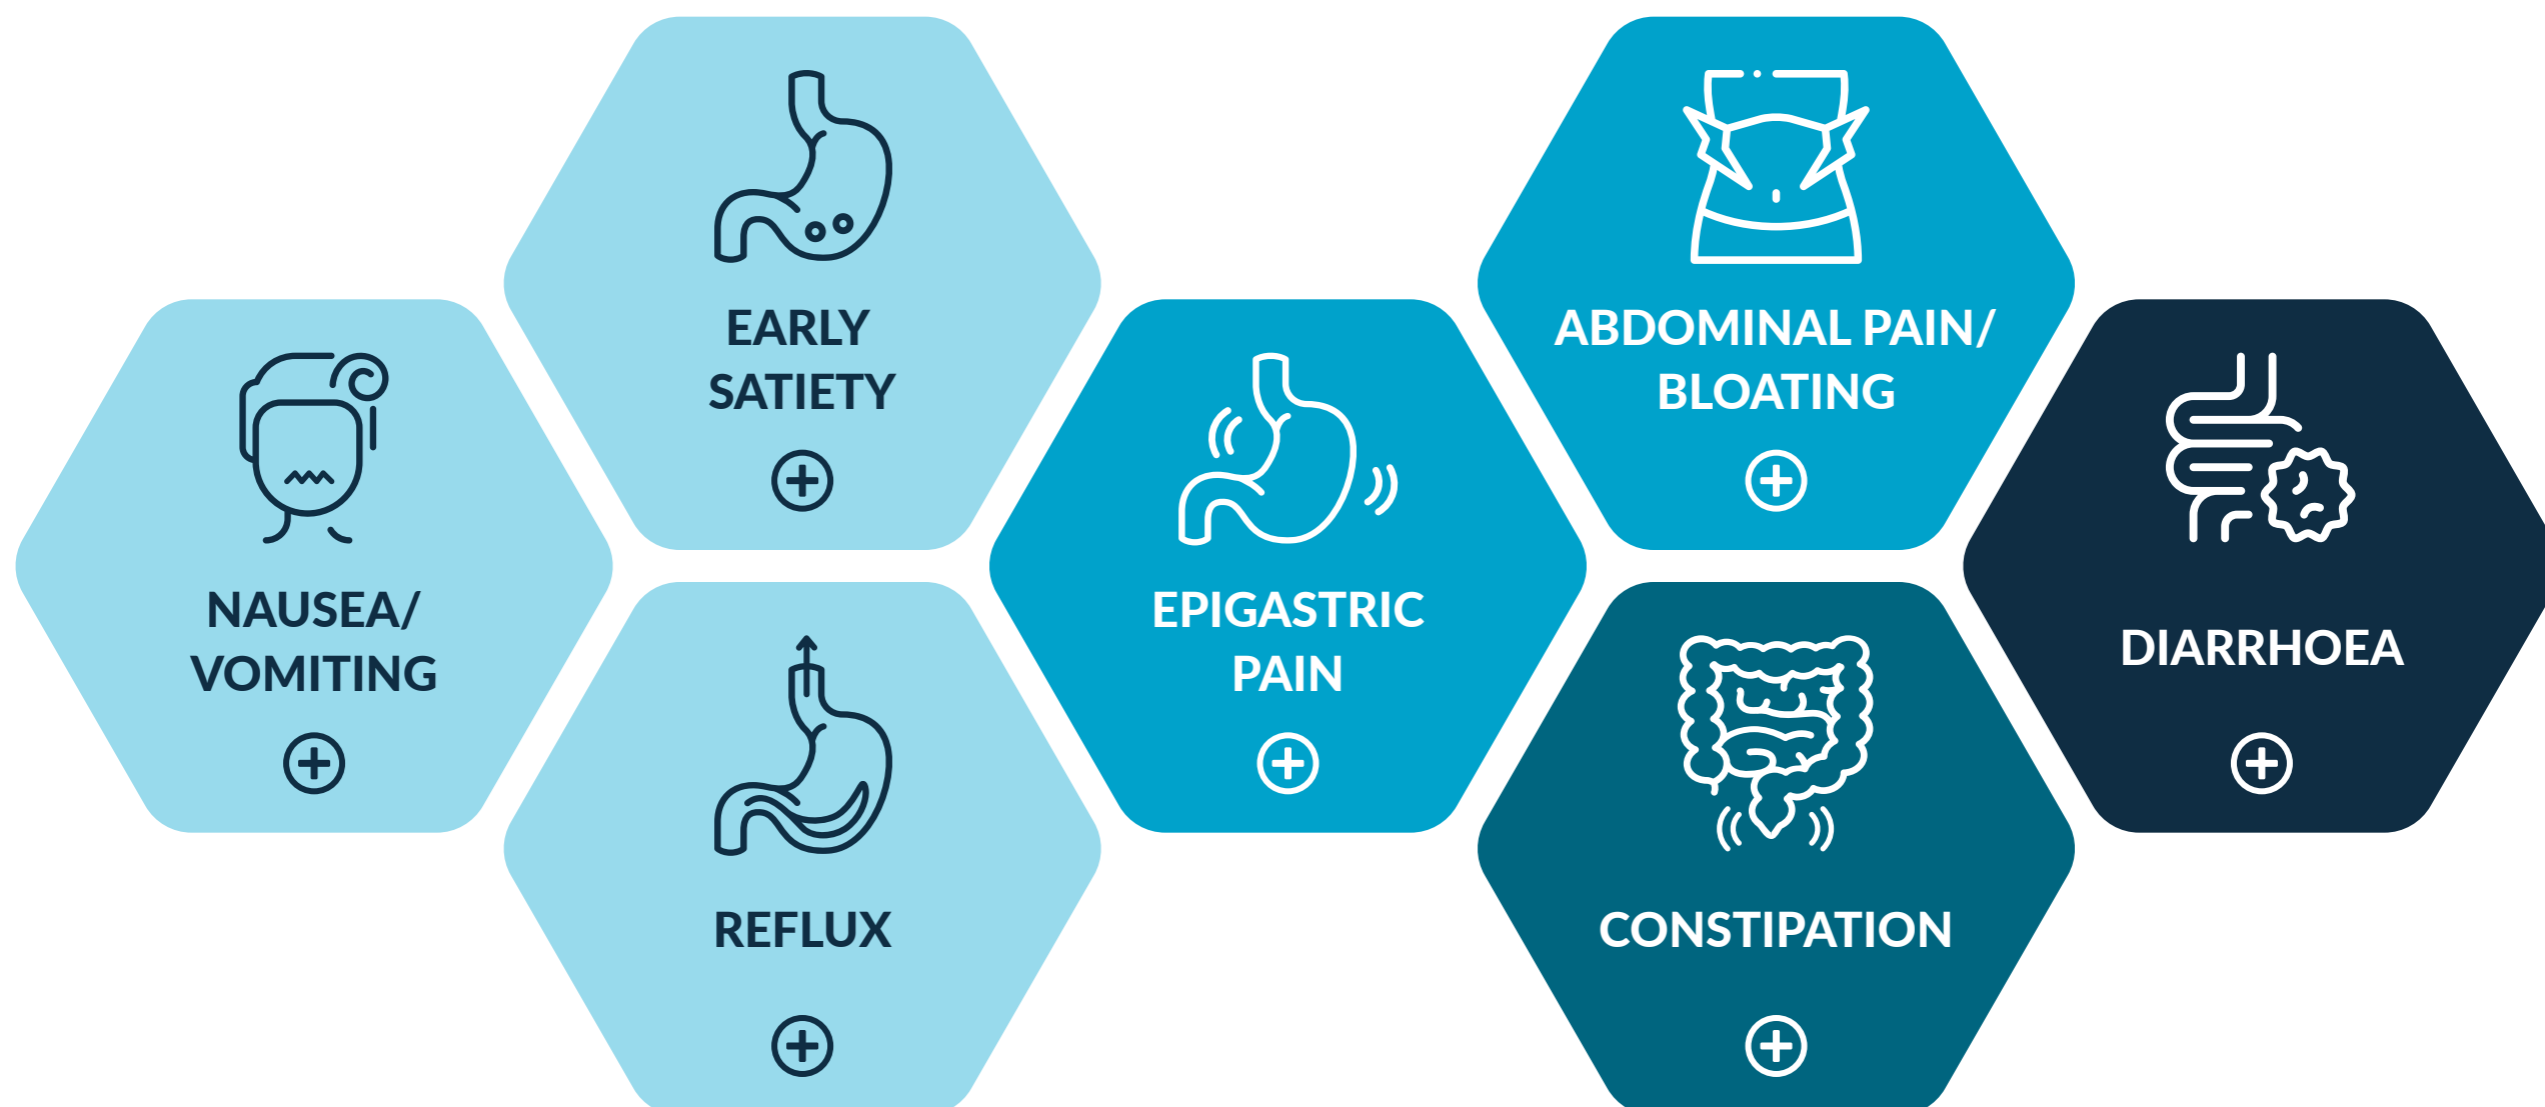 NAUSEA/
VOMITING
EARLY
SATIETY
REFLUX
EPIGASTRIC
PAIN
ABDOMINAL PAIN/
BLOATING
CONSTIPATION
DIARRHOEA